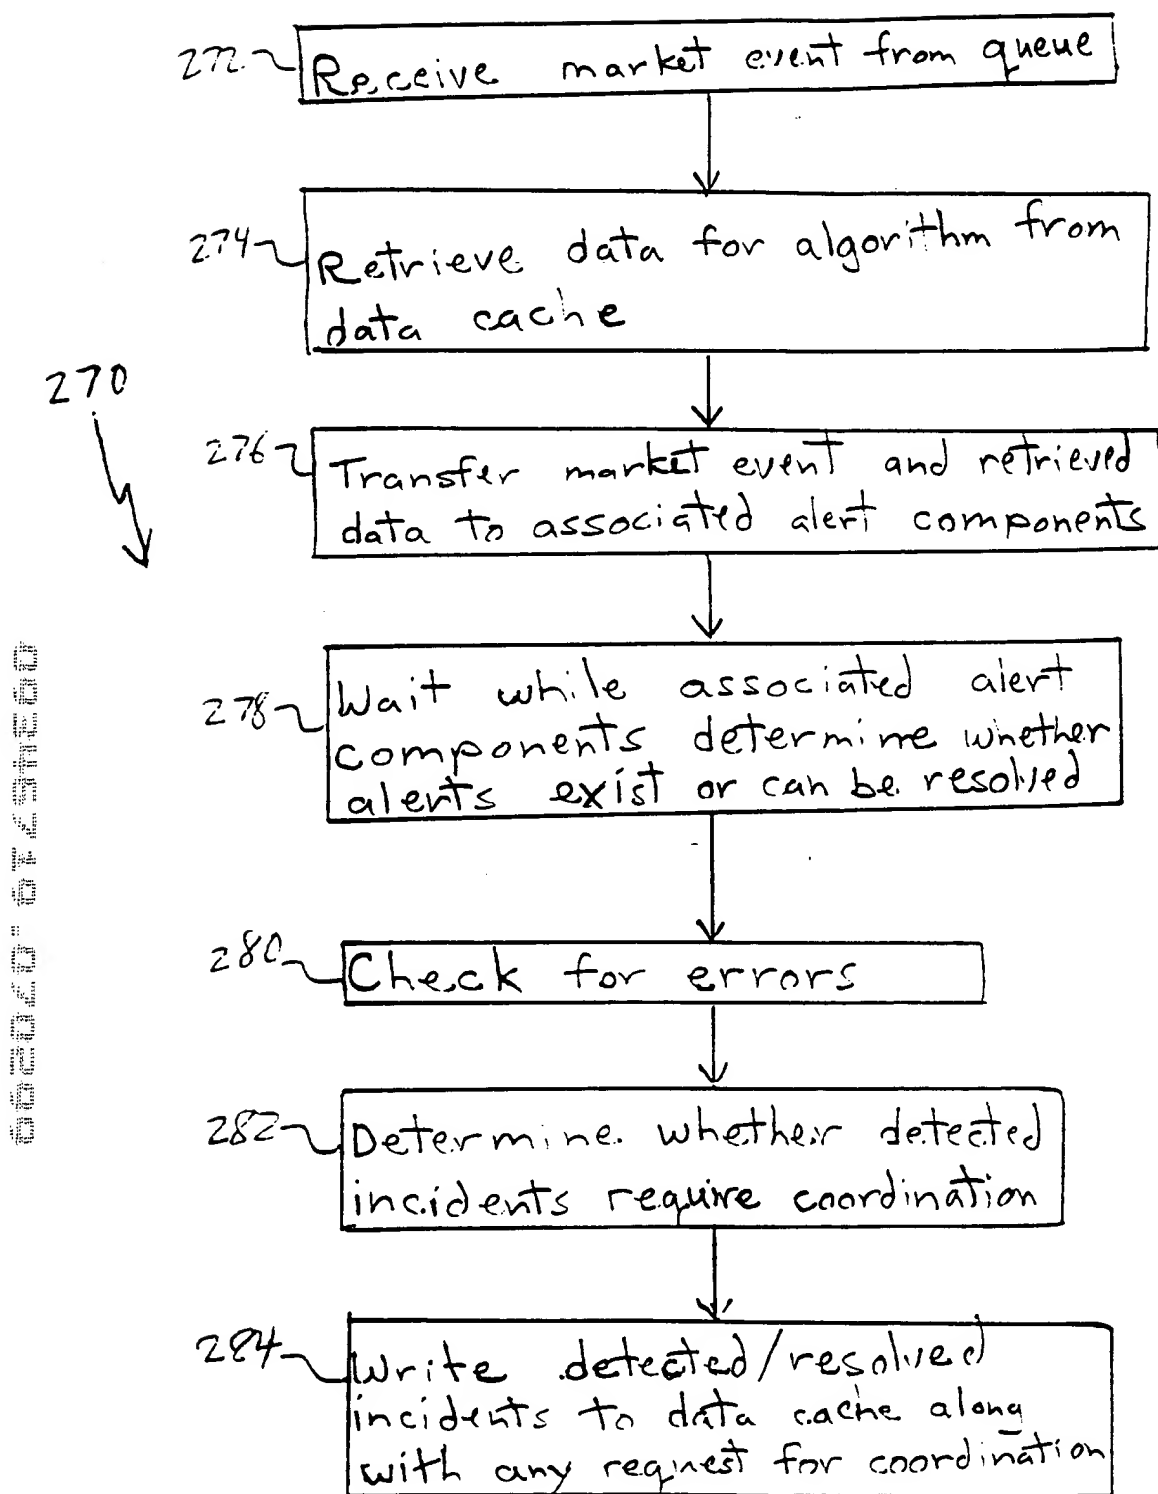 272
Receive market event from queue
274
Retrieve data for algorithm from
data cache
270
276
Transfer market event and retrieved
data to associated alert components
278
Wait while associated alert
components determine whether
alerts exist or can be resolved
280
Check for errors
282
Determine whether detected
incidents require coordination
284
Write detected/resolved
incidents to data cache along
with any request for coordination